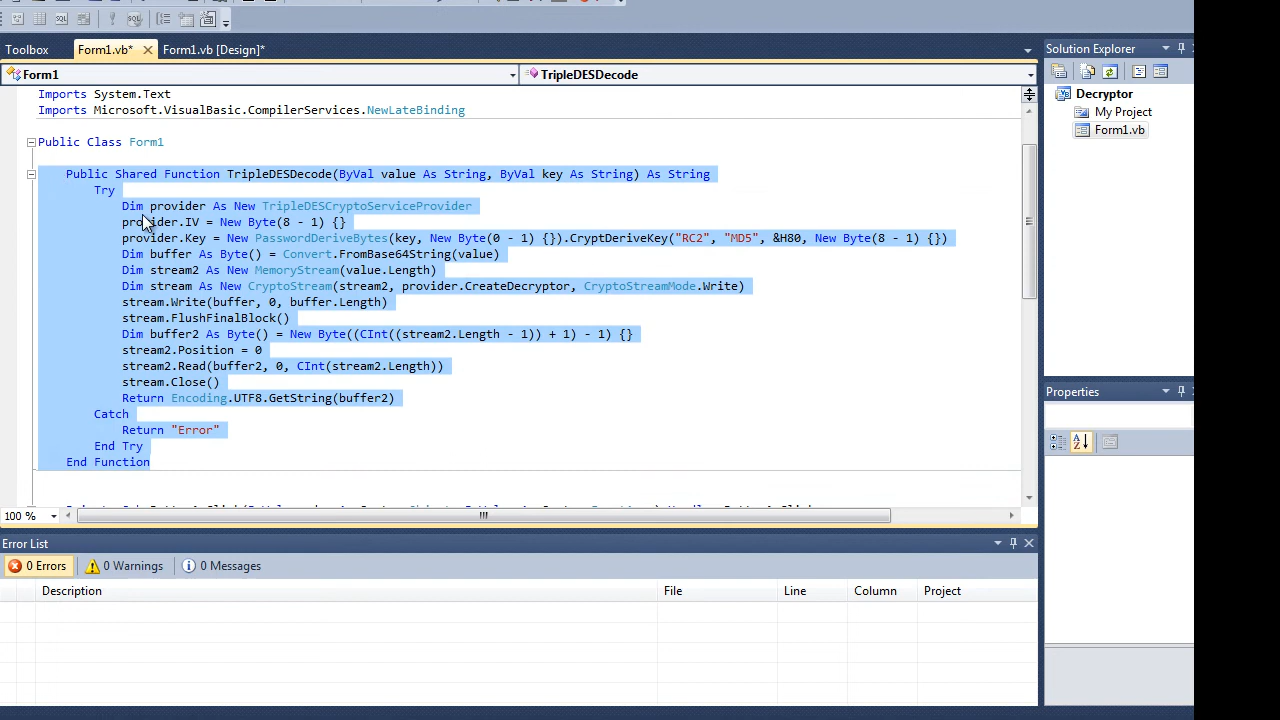 Toolbox
Form1.vb*
Form1.vb [Design]*
Form1
TripleDESDecode
Imports System.Text
Imports Microsoft.VisualBasic.CompilerServices.NewLateBinding
Public Class Form1
Public Shared Function TripleDESDecode(ByVal value As String, ByVal key As String) As String
Try
Dim provider As New TripleDESCryptoServiceProvider
provider.IV = New Byte(8 - 1) {}
provider.Key = New PasswordDeriveBytes(key, New Byte(0 - 1) {}).CryptDeriveKey("RC2", "MD5", &H80, New Byte(8 - 1) {})
Dim buffer As Byte() = Convert.FromBase64String(value)
Dim stream2 As New MemoryStream(value.Length)
Dim stream As New CryptoStream(stream2, provider.CreateDecryptor, CryptoStreamMode.Write)
stream.Write(buffer, 0, buffer.Length)
stream.FlushFinalBlock()
Dim buffer2 As Byte() = New Byte((CInt((stream2.Length - 1)) + 1) - 1) {}
stream2.Position = 0
stream2.Read(buffer2, 0, CInt(stream2.Length))
stream.Close()
Return Encoding.UTF8.GetString(buffer2)
Catch
Return "Error"
End Try
End Function
100 %
Solution Explorer
Decryptor
My Project
Form1.vb
Properties
Error List
0 Errors
0 Warnings
0 Messages
Description
File
Line
Column
Project